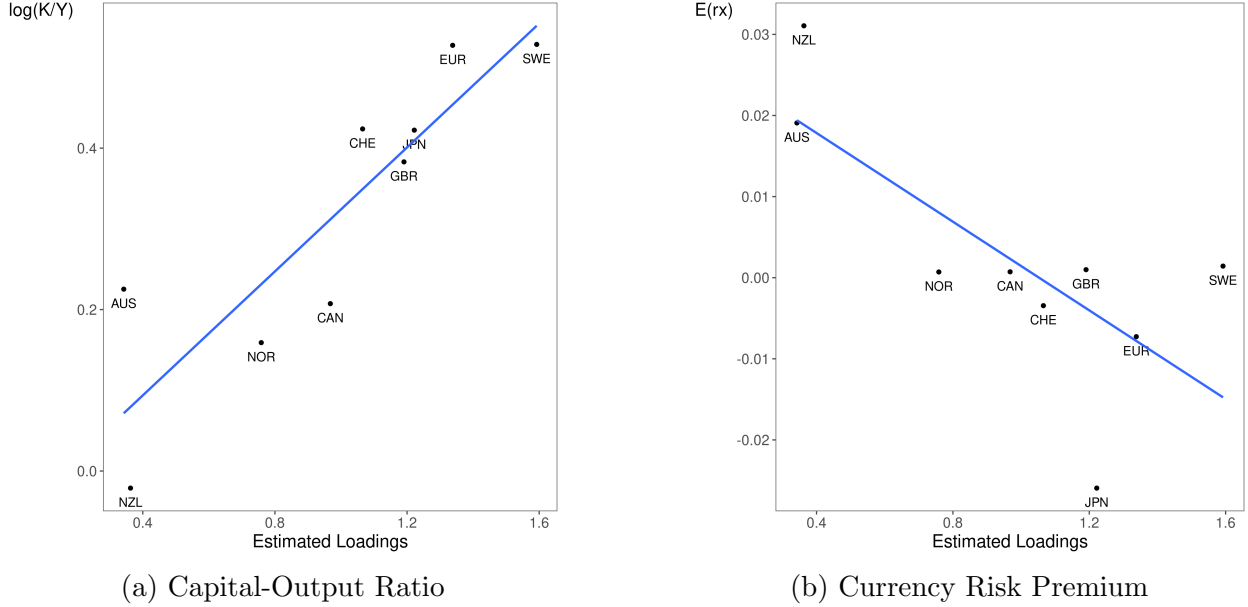 log(K/Y)
EUR
SWE
CHE
JPN
0.4
GBR
AUS
0.2
CAN
NOR
0.0
NZL
0.4
0.8
1.2
1.6
Estimated Loadings
(a) Capital-Output Ratio
E(rx)
0.03
NZL
0.02
AUS
0.01
0.00
NOR
CAN
GBR
SWE
CHE
-0.01
EUR
-0.02
JPN
0.4
0.8
1.2
1.6
Estimated Loadings
(b) Currency Risk Premium